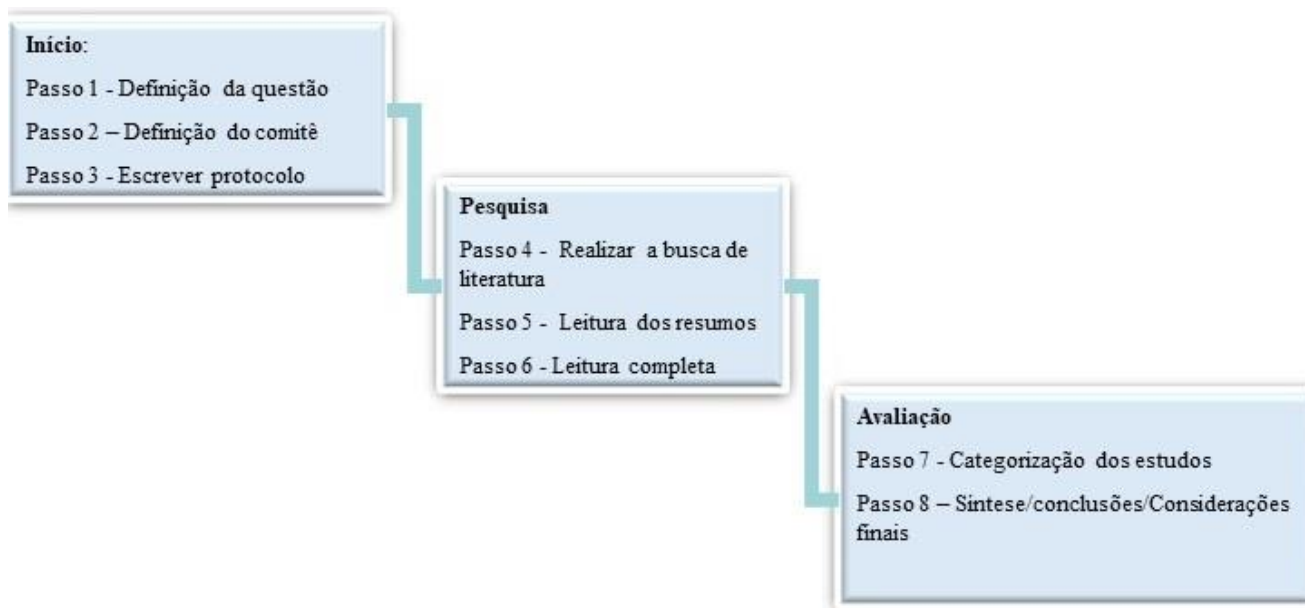 Início:
Passo 1 - Definição da questão
Passo 2 – Definição do comitê
Passo 3 - Escrever protocolo
Pesquisa
Passo 4 - Realizar a busca de
literatura
Passo 5 - Leitura dos resumos
Passo 6 - Leitura completa
Avaliação
Passo 7 - Categorização dos estudos
Passo 8 – Síntese/conclusões/Considerações
finais